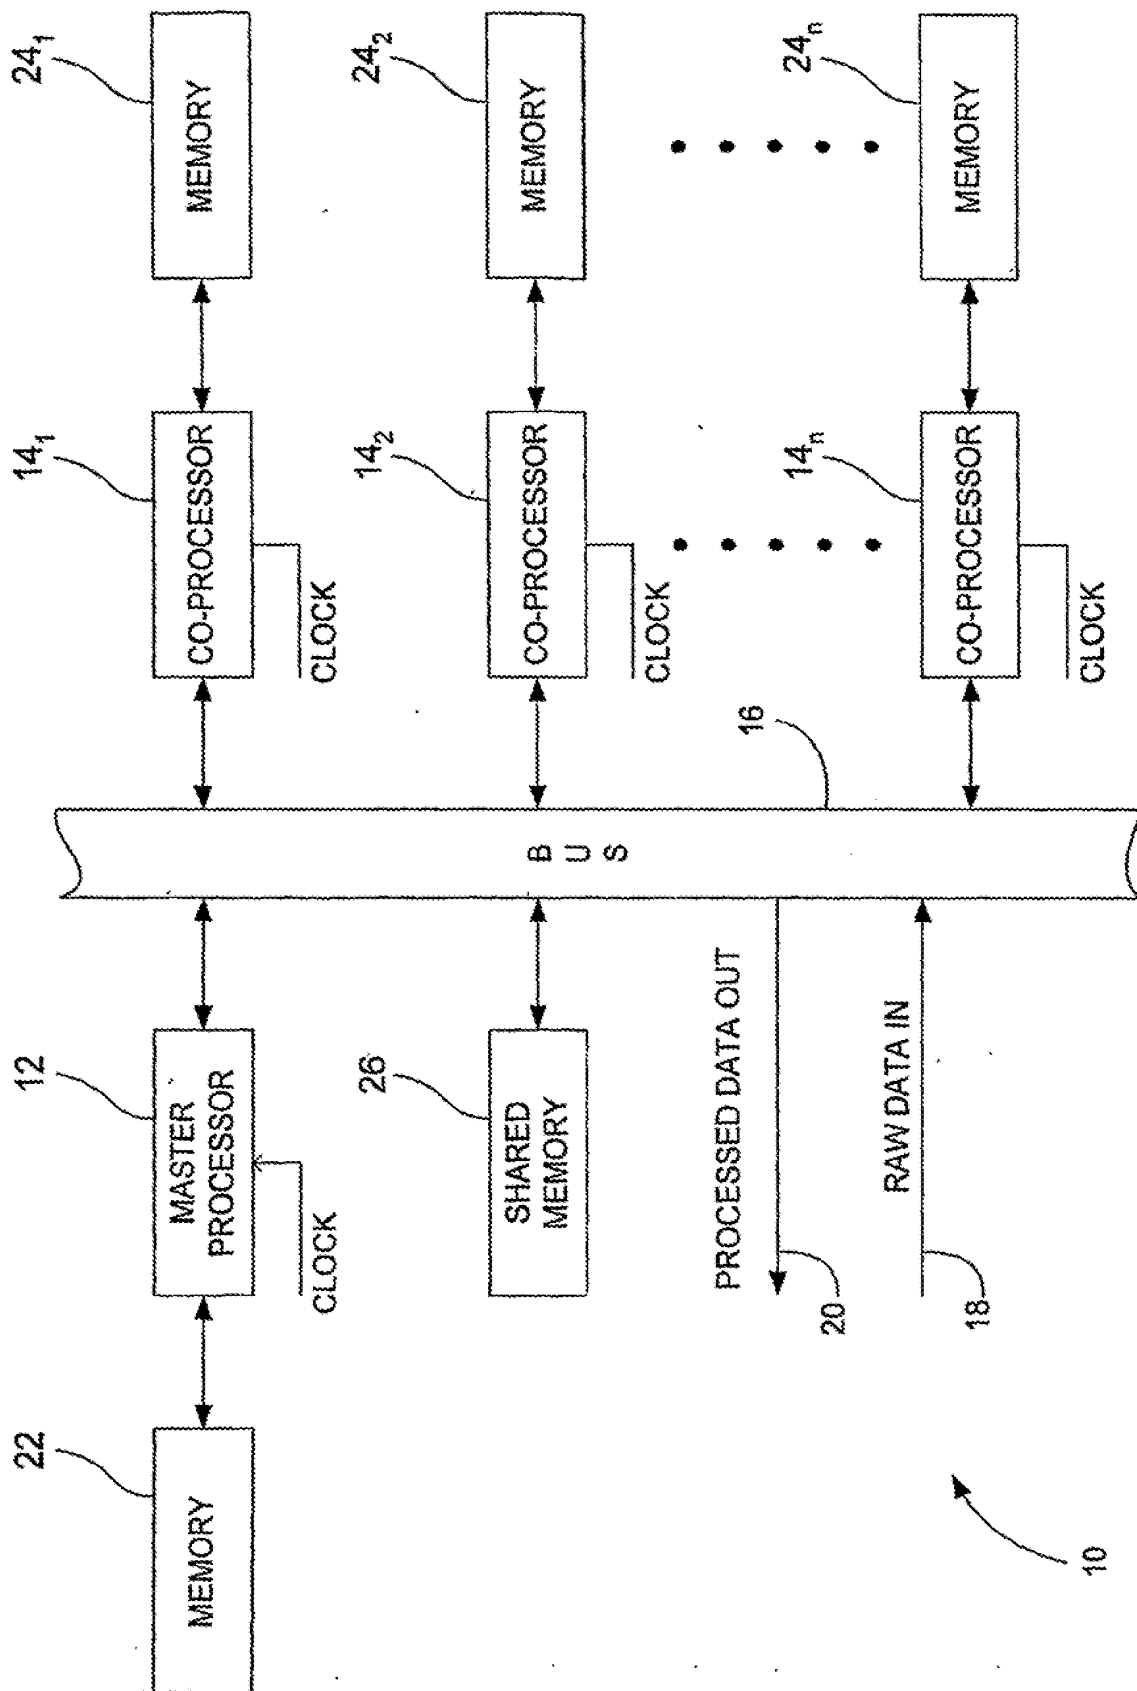 22
MEMORY
12
MASTER
PROCESSOR
CLOCK
14₁
CO-PROCESSOR
CLOCK
24₁
MEMORY
26
SHARED
MEMORY
B U S
14₂
CO-PROCESSOR
CLOCK
24₂
MEMORY
16
PROCESSED DATA OUT
20
RAW DATA IN
18
14ₙ
CO-PROCESSOR
CLOCK
24ₙ
MEMORY
10